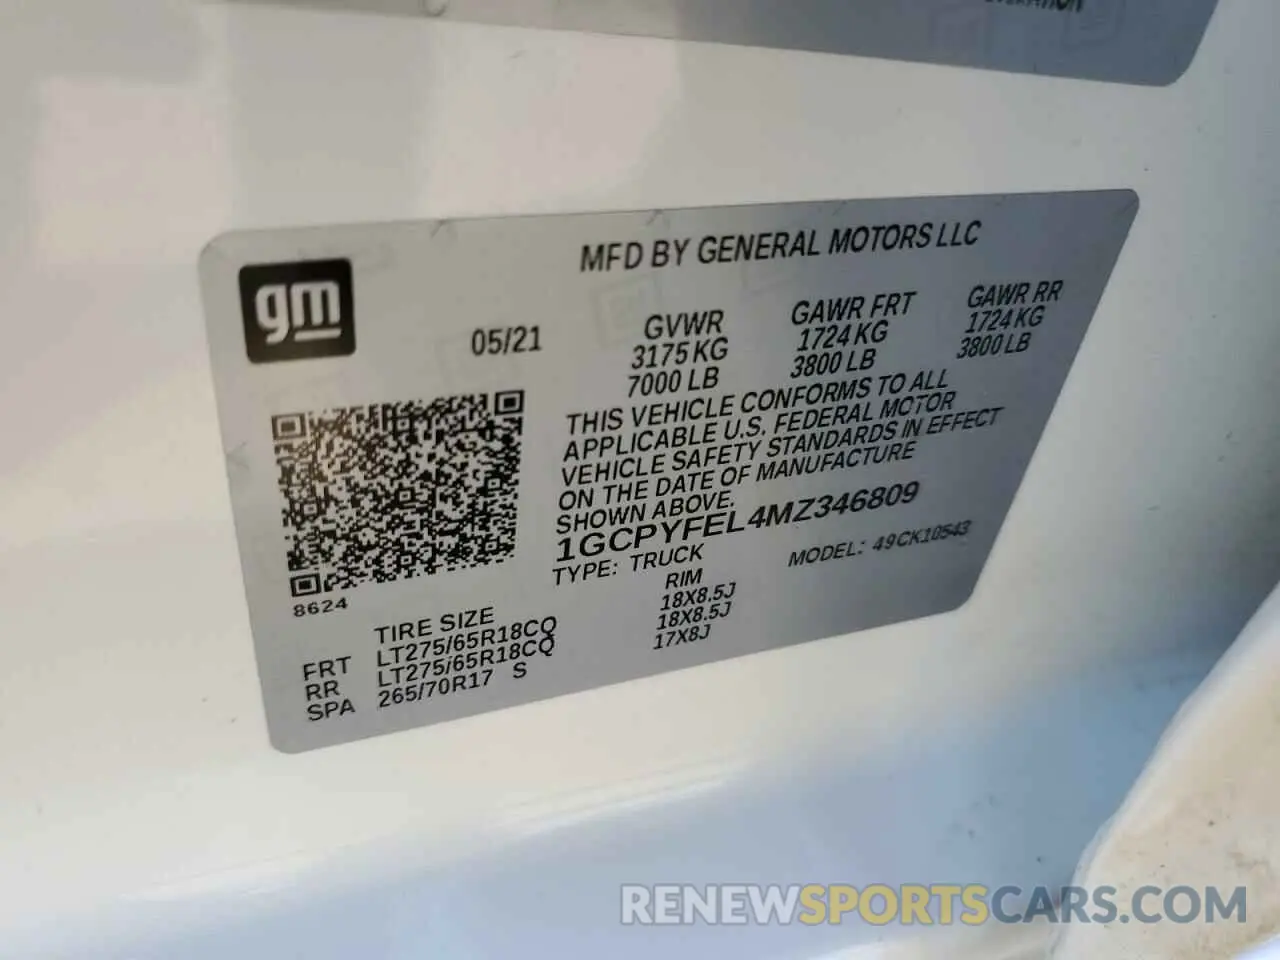 MFD BY GENERAL MOTORS LLC
gm
05/21
GVWR GAWR FRT GAWR RR
3175 KG 1724 KG 1724 KG
7000 LB 3800 LB 3800 LB
THIS VEHICLE CONFORMS TO ALL
APPLICABLE U.S. FEDERAL MOTOR
VEHICLE SAFETY STANDARDS IN EFFECT
ON THE DATE OF MANUFACTURE
SHOWN ABOVE.
1GCPYFEL4MZ346809
TYPE: TRUCK MODEL: 49CK10543
8624
TIRE SIZE RIM
FRT LT275/65R18CQ 18X8.5J
RR LT275/65R18CQ 18X8.5J
SPA 265/70R17 S 17X8J
RENEWSPORTSCARS.COM